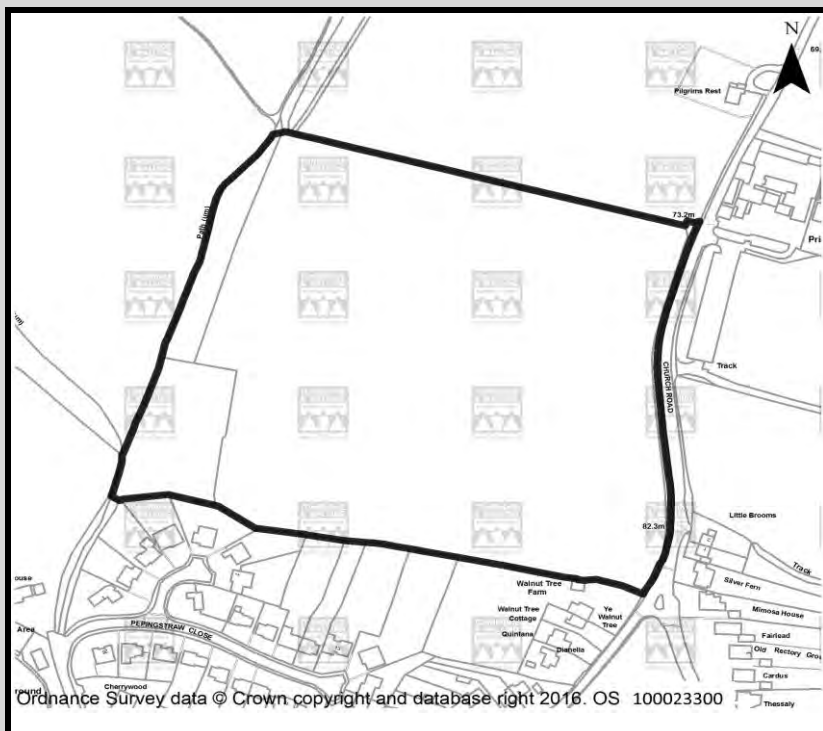 N
69.
Pilgrims Rest
73.2m
Pri
Path (um)
m)
Track
CHURCH ROAD
Little Brooms
82.3m
Track
Silver Fern
Walnut Tree
Farm
Mimosa House
ouse
Walnut Tree
Cottage
Ye
Walnut
Tree
Fairlead
Area
PEPINGSTRAW CLOSE
Quintans
Dianella
Old Rectory Gro
Cardus
Cherrywood
round
Thessaly
Ordnance Survey data © Crown copyright and database right 2016. OS 100023300